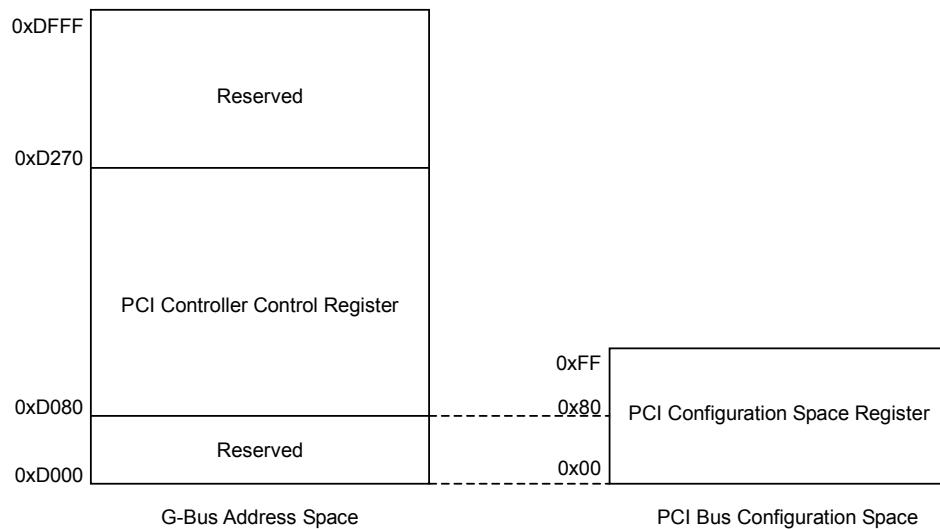 0xDFFF
Reserved
0xD270
PCI Controller Control Register
0xFF
0xD080
0x80
PCI Configuration Space Register
Reserved
0xD000
0x00
G-Bus Address Space
PCI Bus Configuration Space